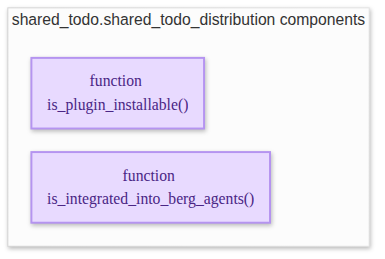 shared_todo.shared_todo_distribution components
function
is_plugin_installable()
function
is_integrated_into_berg_agents()